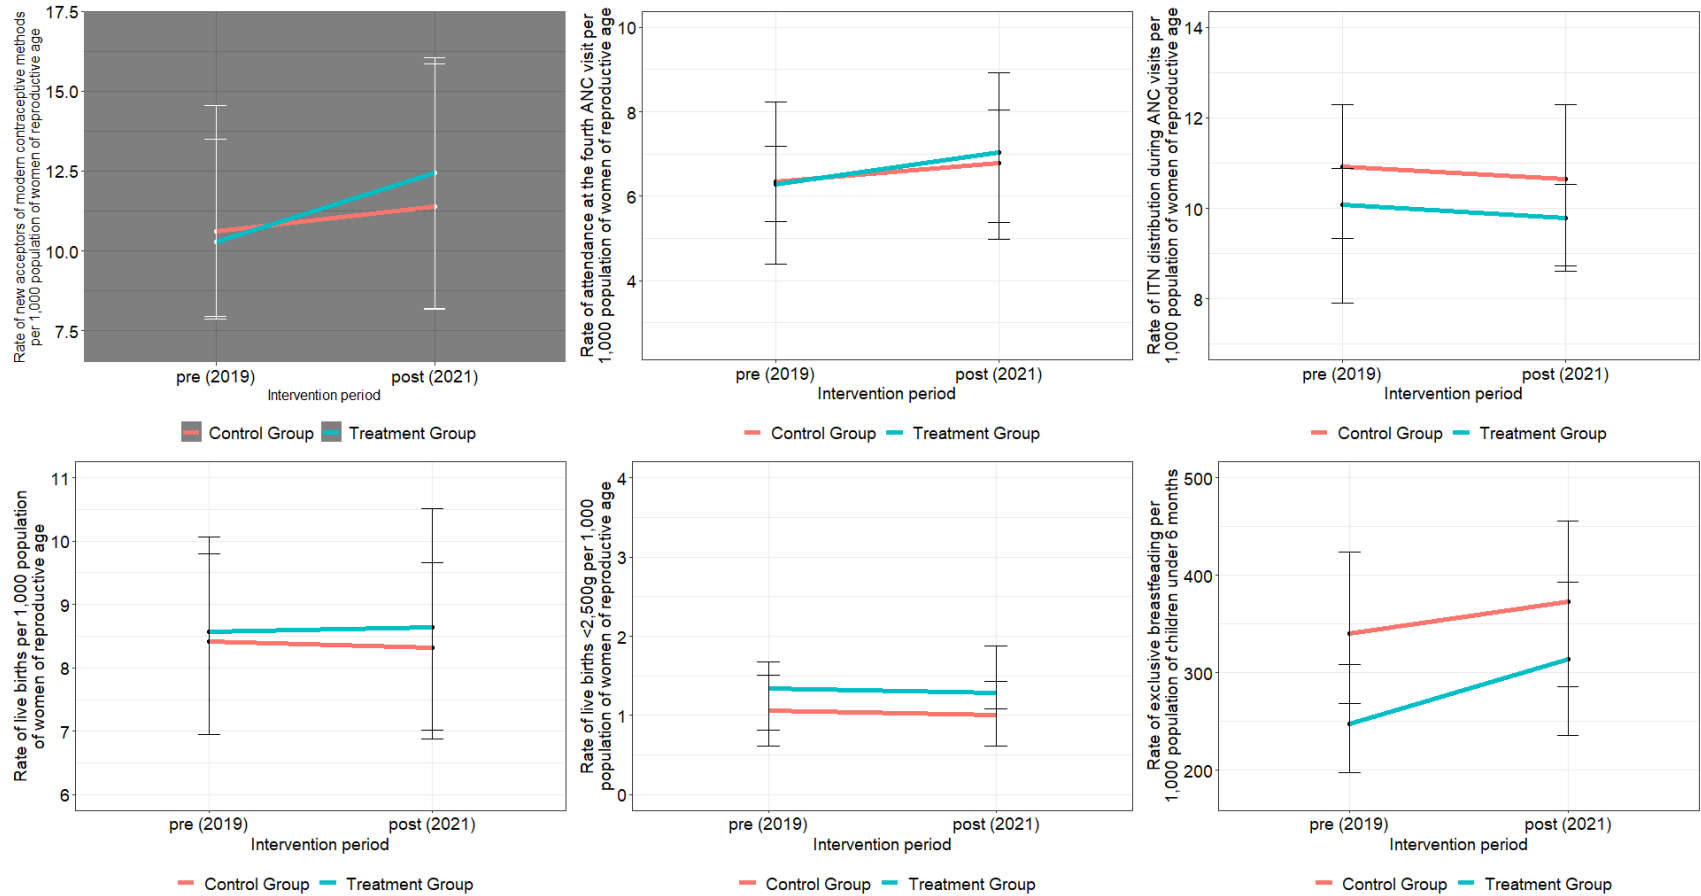 Rate of new acceptors of modern contraceptive methods
per 1,000 population of women of reproductive age
17.5
15.0
12.5
10.0
7.5
pre (2019)
post (2021)
Intervention period
Control Group
Treatment Group
Rate of attendance at the fourth ANC visit per
1,000 population of women of reproductive age
10
8
6
4
pre (2019)
post (2021)
Intervention period
Control Group
Treatment Group
Rate of ITN distribution during ANC visits per
1,000 population of women of reproductive age
14
12
10
8
pre (2019)
post (2021)
Intervention period
Control Group
Treatment Group
Rate of live births per 1,000 population
of women of reproductive age
11
10
9
8
7
6
pre (2019)
post (2021)
Intervention period
Control Group
Treatment Group
Rate of live births <2,500g per 1,000
population of women of reproductive age
4
3
2
1
0
pre (2019)
post (2021)
Intervention period
Control Group
Treatment Group
Rate of exclusive breastfeading per
1,000 population of children under 6 months
500
400
300
200
pre (2019)
post (2021)
Intervention period
Control Group
Treatment Group